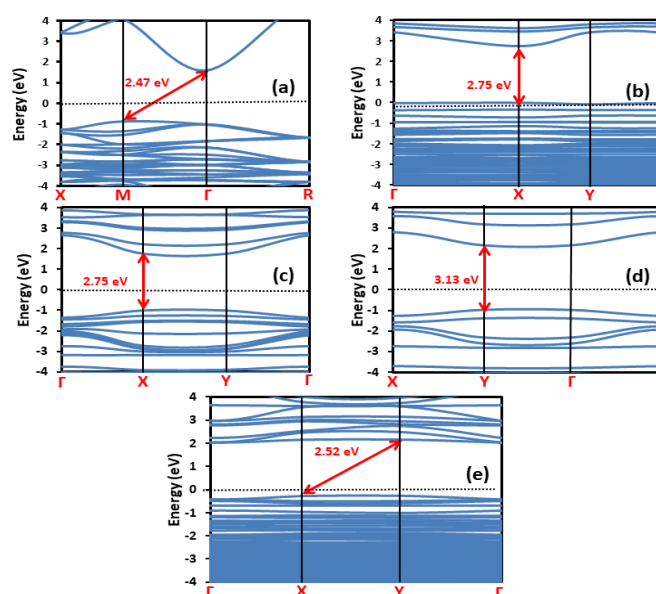 4
3
2
1
0
-1
-2
-3
-4
Energy (eV)
2.47 eV
(a)
X M Γ R
4
3
2
1
0
-1
-2
-3
-4
Energy (eV)
2.75 eV
(b)
Γ X Y
4
3
2
1
0
-1
-2
-3
-4
Energy (eV)
2.75 eV
(c)
Γ X Y Γ
4
3
2
1
0
-1
-2
-3
-4
Energy (eV)
3.13 eV
(d)
X Y Γ
4
3
2
1
0
-1
-2
-3
-4
Energy (eV)
2.52 eV
(e)
Γ X Y Γ